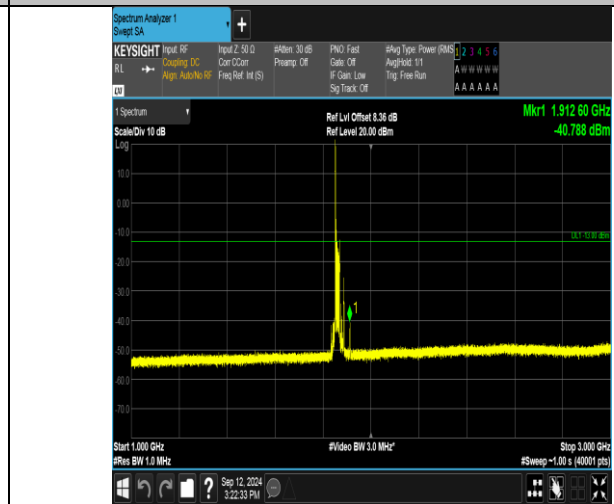 Spectrum Analyzer 1
Swept SA
KEYSIGHT
RL
Input: RF
Coupling: DC
Align: Auto/No RF
Input Z: 50 Ω
Corr CCorr
Freq Ref: Int (S)
#Atten: 30 dB
Preamp: Off
PNO: Fast
Gate: Off
IF Gain: Low
Sig Track: Off
#Avg Type: Power (RMS
Avg|Hold: 1/1
Trig: Free Run
1 2 3 4 5 6
A W W W W W
A A A A A A
1 Spectrum
Scale/Div 10 dB
Log
Ref Lvl Offset 8.36 dB
Ref Level 20.00 dBm
Mkr1 1.912 60 GHz
-40.788 dBm
10.0
0.00
-10.0
DL1 -13.00 dBm
-20.0
-30.0
1
-40.0
-50.0
-60.0
-70.0
Start 1.000 GHz
#Res BW 1.0 MHz
#Video BW 3.0 MHz*
Stop 3.000 GHz
#Sweep ~1.00 s (40001 pts)
Sep 12, 2024
3:22:33 PM